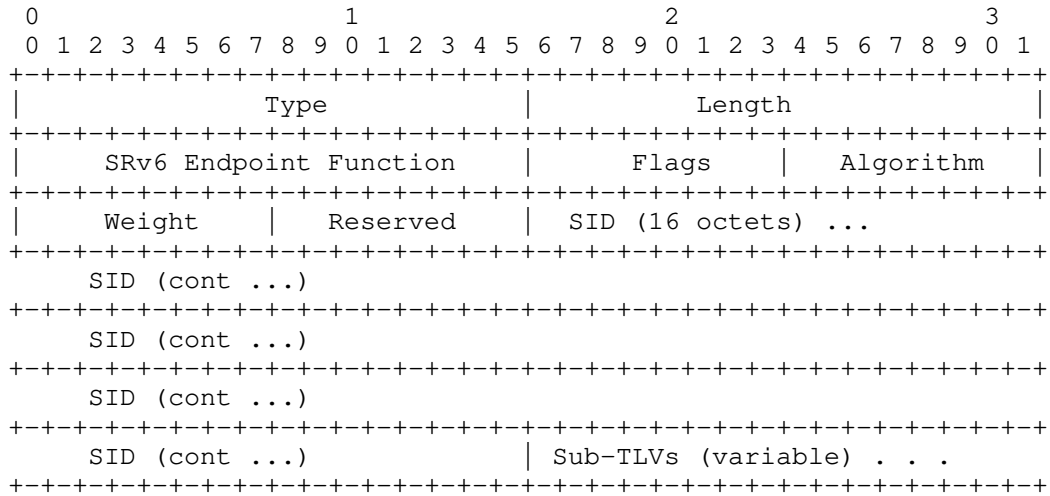 0                   1                   2                   3
 0 1 2 3 4 5 6 7 8 9 0 1 2 3 4 5 6 7 8 9 0 1 2 3 4 5 6 7 8 9 0 1
+-+-+-+-+-+-+-+-+-+-+-+-+-+-+-+-+-+-+-+-+-+-+-+-+-+-+-+-+-+-+-+-+
|               Type            |          Length               |
+-+-+-+-+-+-+-+-+-+-+-+-+-+-+-+-+-+-+-+-+-+-+-+-+-+-+-+-+-+-+-+-+
|     SRv6 Endpoint Function    |      Flags    |   Algorithm   |
+-+-+-+-+-+-+-+-+-+-+-+-+-+-+-+-+-+-+-+-+-+-+-+-+-+-+-+-+-+-+-+-+
|     Weight    |   Reserved    |  SID (16 octets) ...
+-+-+-+-+-+-+-+-+-+-+-+-+-+-+-+-+-+-+-+-+-+-+-+-+-+-+-+-+-+-+-+-+
     SID (cont ...)
+-+-+-+-+-+-+-+-+-+-+-+-+-+-+-+-+-+-+-+-+-+-+-+-+-+-+-+-+-+-+-+-+
     SID (cont ...)
+-+-+-+-+-+-+-+-+-+-+-+-+-+-+-+-+-+-+-+-+-+-+-+-+-+-+-+-+-+-+-+-+
     SID (cont ...)
+-+-+-+-+-+-+-+-+-+-+-+-+-+-+-+-+-+-+-+-+-+-+-+-+-+-+-+-+-+-+-+-+
     SID (cont ...)             | Sub-TLVs (variable) . . .
+-+-+-+-+-+-+-+-+-+-+-+-+-+-+-+-+-+-+-+-+-+-+-+-+-+-+-+-+-+-+-+-+